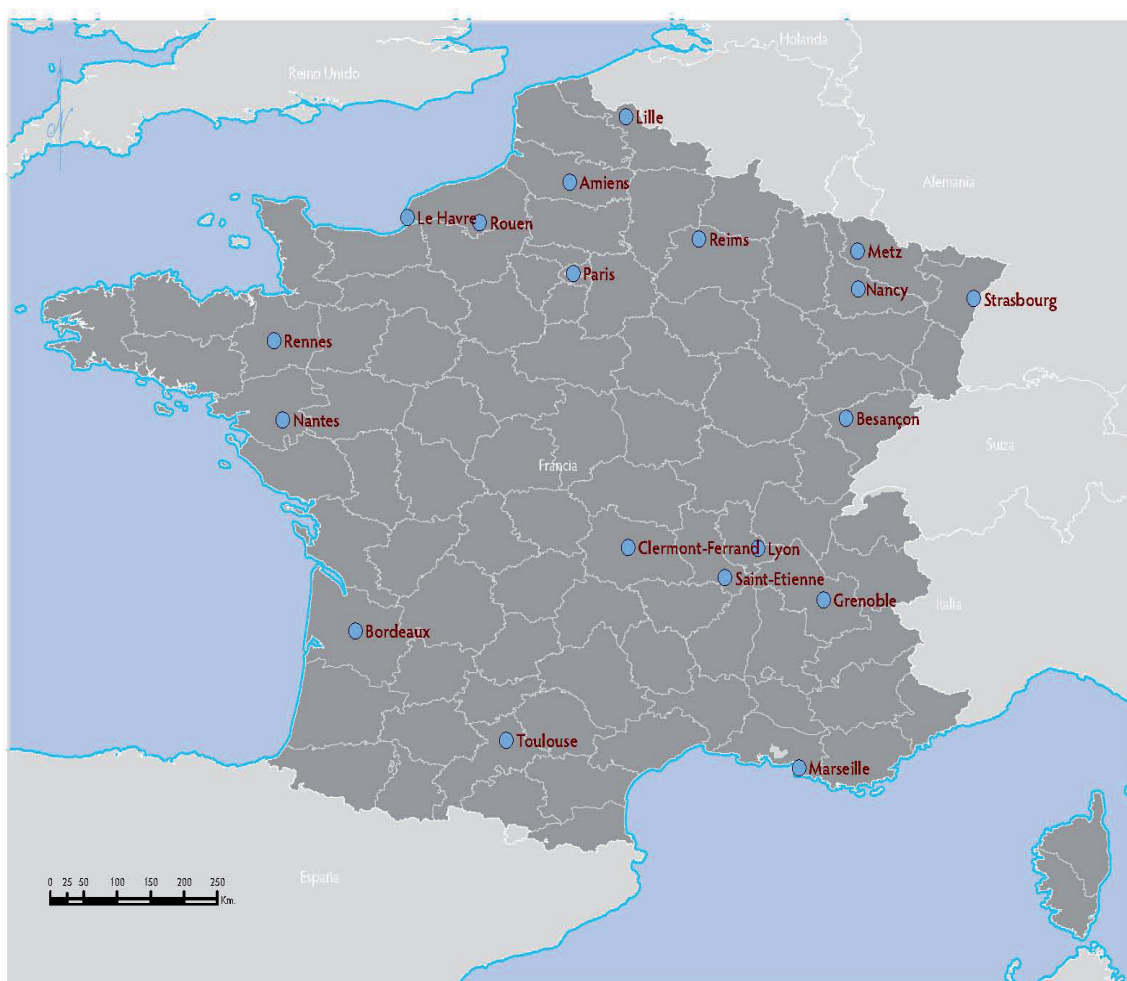 Holanda
Reino Unido
Lille
Amiens
Alemania
Le Havre
Rouen
Reims
Metz
Paris
Nancy
Strasbourg
Rennes
Nantes
Besançon
Suiza
Francia
Clermont-Ferrand
Lyon
Saint-Etienne
Grenoble
Italia
Bordeaux
Toulouse
Marseille
España
0 25 50 100 150 200 250
Km.
N